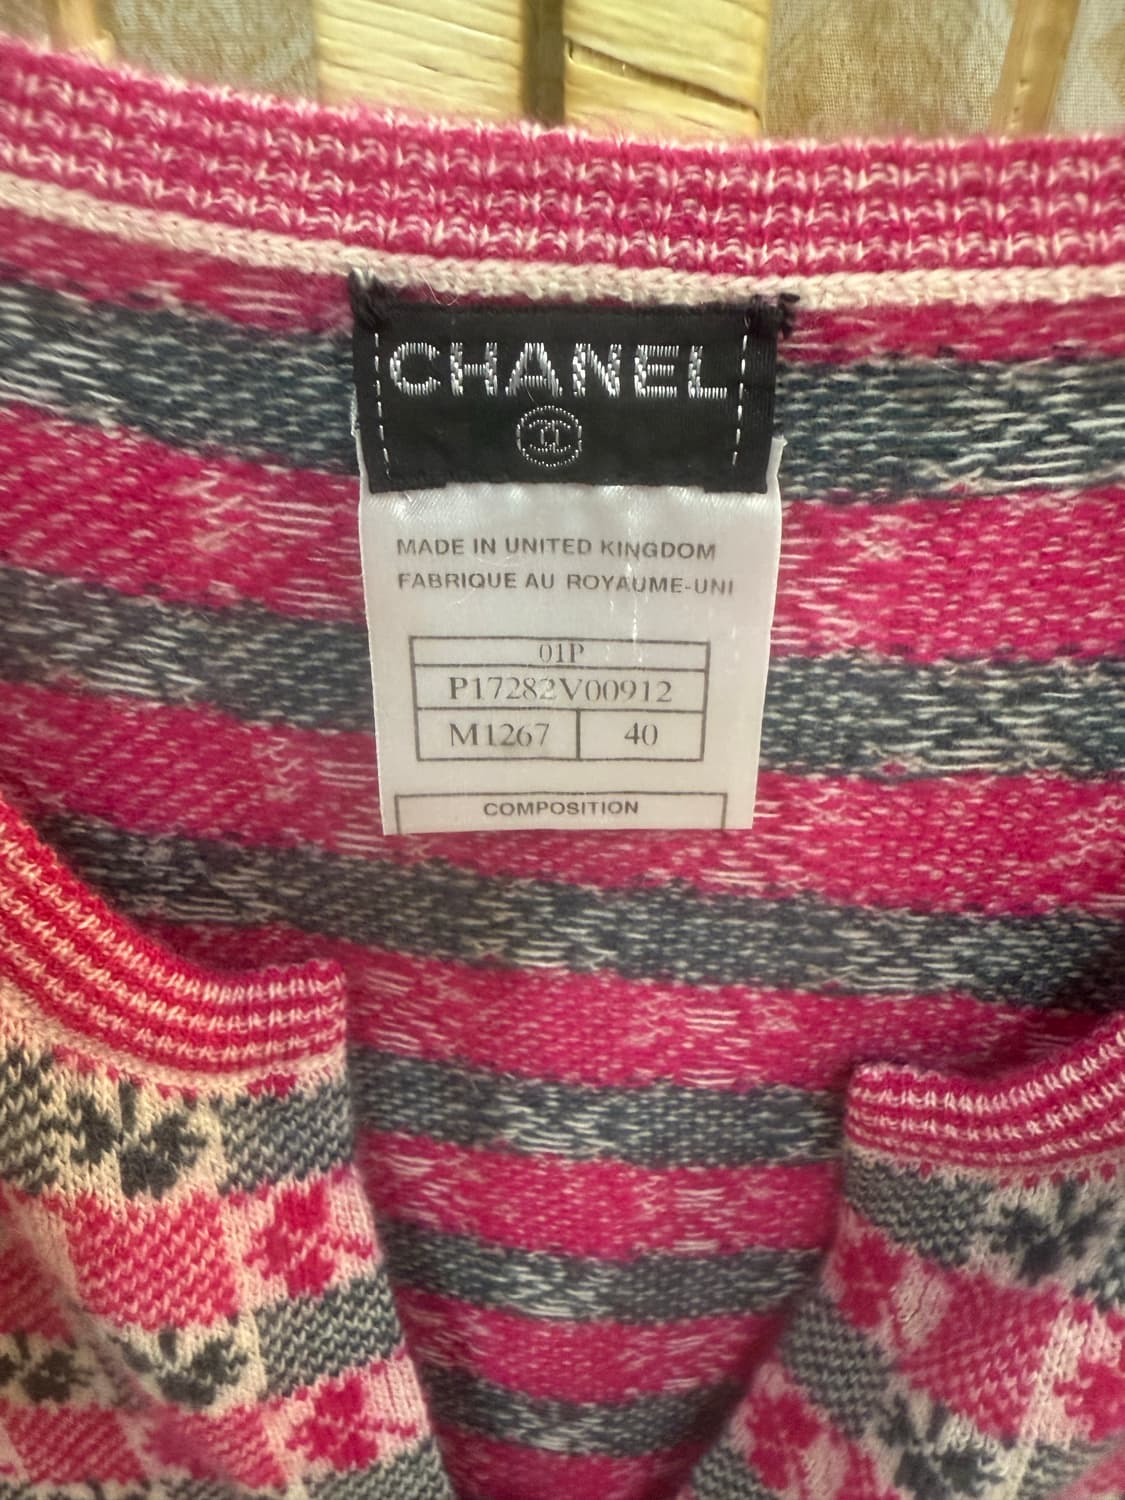 CHANEL
MADE IN UNITED KINGDOM
FABRIQUE AU ROYAUME-UNI
01P
P17282V00912
M1267 40
COMPOSITION